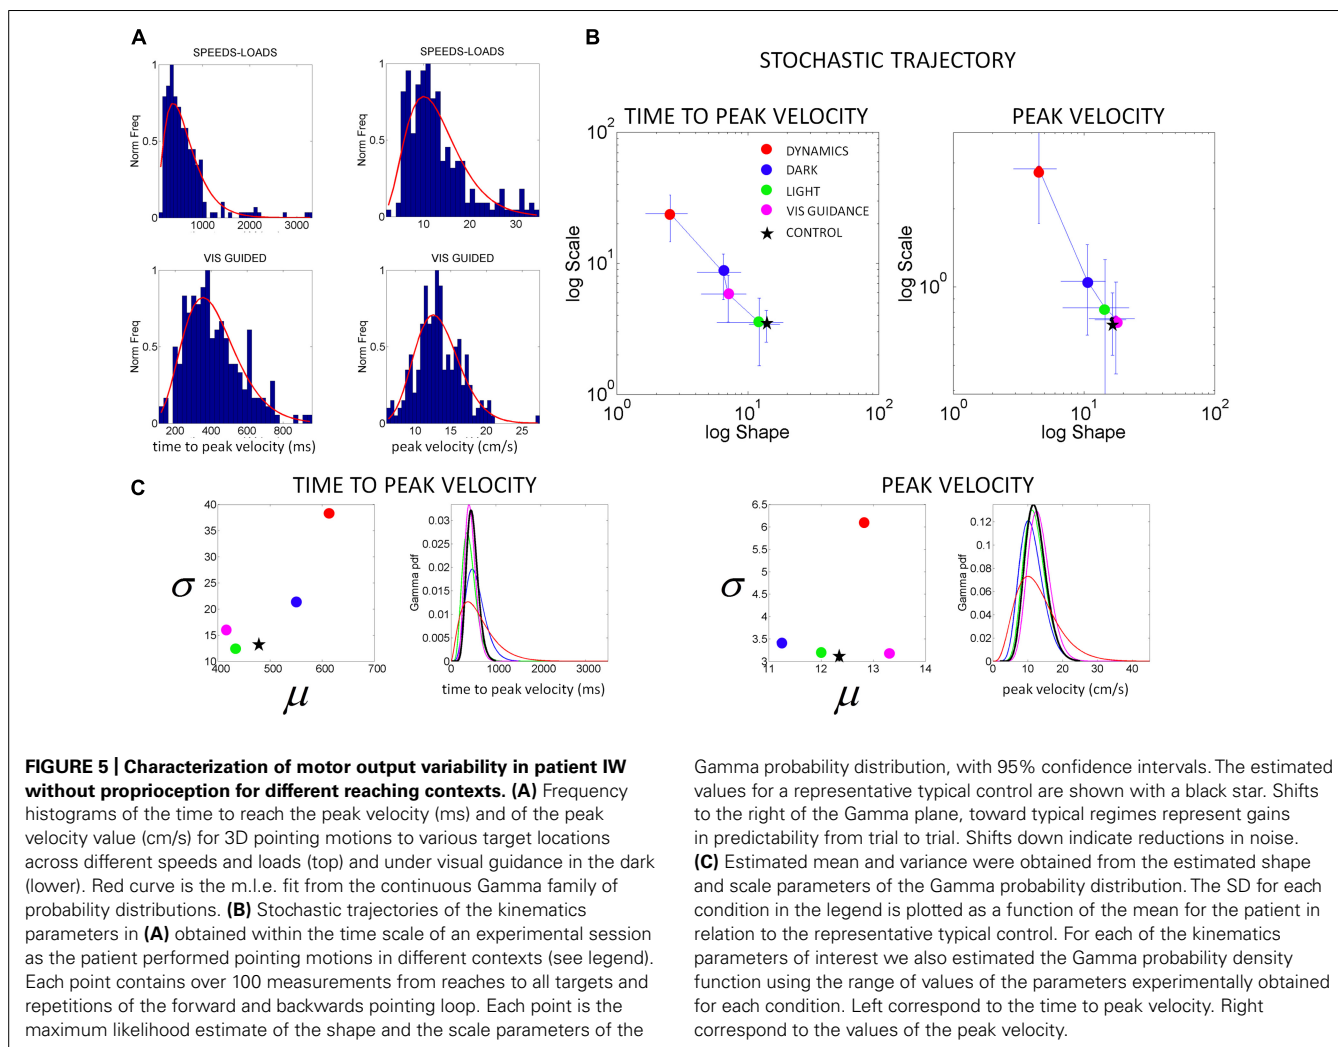 A
SPEEDS-LOADS
SPEEDS-LOADS
1
0.5
0
Norm Freq
1000 2000 3000
1
0.5
0
Norm Freq
10 20 30
VIS GUIDED
VIS GUIDED
1
0.5
0
Norm Freq
200 400 600 800
time to peak velocity (ms)
1
0.5
0
Norm Freq
10 15 20 25
peak velocity (cm/s)
B
STOCHASTIC TRAJECTORY
TIME TO PEAK VELOCITY
10^2
10^1
10^0
log Scale
DYNAMICS
DARK
LIGHT
VIS GUIDANCE
CONTROL
10^0 10^1 10^2
log Shape
PEAK VELOCITY
10^0
log Scale
10^0 10^1 10^2
log Shape
C
TIME TO PEAK VELOCITY
40
35
30
25
20
15
10
σ
400 500 600 700
μ
0.03
0.025
0.02
0.015
0.01
0.005
0
Gamma pdf
0 1000 2000 3000
time to peak velocity (ms)
PEAK VELOCITY
6.5
6
5.5
5
4.5
4
3.5
3
σ
11 12 13 14
μ
0.12
0.1
0.08
0.06
0.04
0.02
0
Gamma pdf
0 10 20 30 40
peak velocity (cm/s)
FIGURE 5 | Characterization of motor output variability in patient IW
without proprioception for different reaching contexts. (A) Frequency
histograms of the time to reach the peak velocity (ms) and of the peak
velocity value (cm/s) for 3D pointing motions to various target locations
across different speeds and loads (top) and under visual guidance in the dark
(lower). Red curve is the m.l.e. fit from the continuous Gamma family of
probability distributions. (B) Stochastic trajectories of the kinematics
parameters in (A) obtained within the time scale of an experimental session
as the patient performed pointing motions in different contexts (see legend).
Each point contains over 100 measurements from reaches to all targets and
repetitions of the forward and backwards pointing loop. Each point is the
maximum likelihood estimate of the shape and the scale parameters of the
Gamma probability distribution, with 95% confidence intervals. The estimated
values for a representative typical control are shown with a black star. Shifts
to the right of the Gamma plane, toward typical regimes represent gains
in predictability from trial to trial. Shifts down indicate reductions in noise.
(C) Estimated mean and variance were obtained from the estimated shape
and scale parameters of the Gamma probability distribution. The SD for each
condition in the legend is plotted as a function of the mean for the patient in
relation to the representative typical control. For each of the kinematics
parameters of interest we also estimated the Gamma probability density
function using the range of values of the parameters experimentally obtained
for each condition. Left correspond to the time to peak velocity. Right
correspond to the values of the peak velocity.